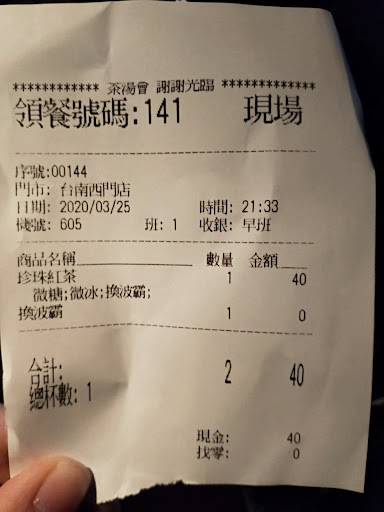 ************ 茶湯會 謝謝光臨 *************
領餐號碼:141 現場
序號:00144
門市: 台南西門店
日期: 2020/03/25 時間: 21:33
機號: 605 班: 1 收銀: 早班
商品名稱 數量 金額
珍珠紅茶 1 40
微糖;微冰;換波霸;
換波霸 1 0
合計: 2 40
總杯數: 1
現金: 40
找零: 0